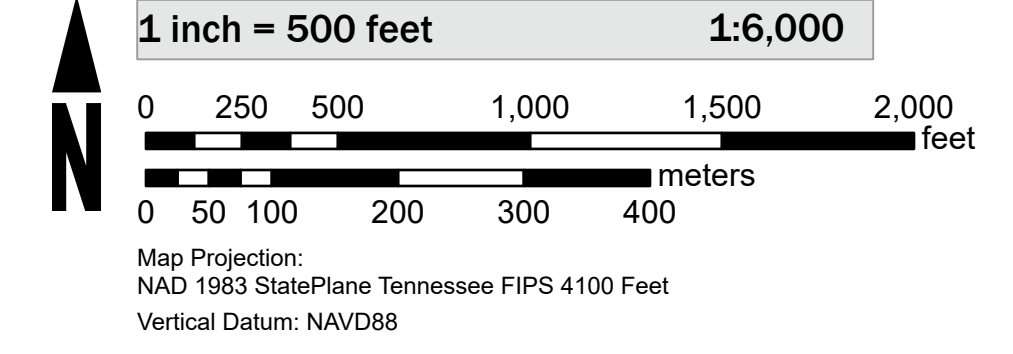 1 inch = 500 feet 1:6,000
0 250 500 1,000 1,500 2,000
feet
meters
0 50 100 200 300 400
N
Map Projection:
NAD 1983 StatePlane Tennessee FIPS 4100 Feet
Vertical Datum: NAVD88